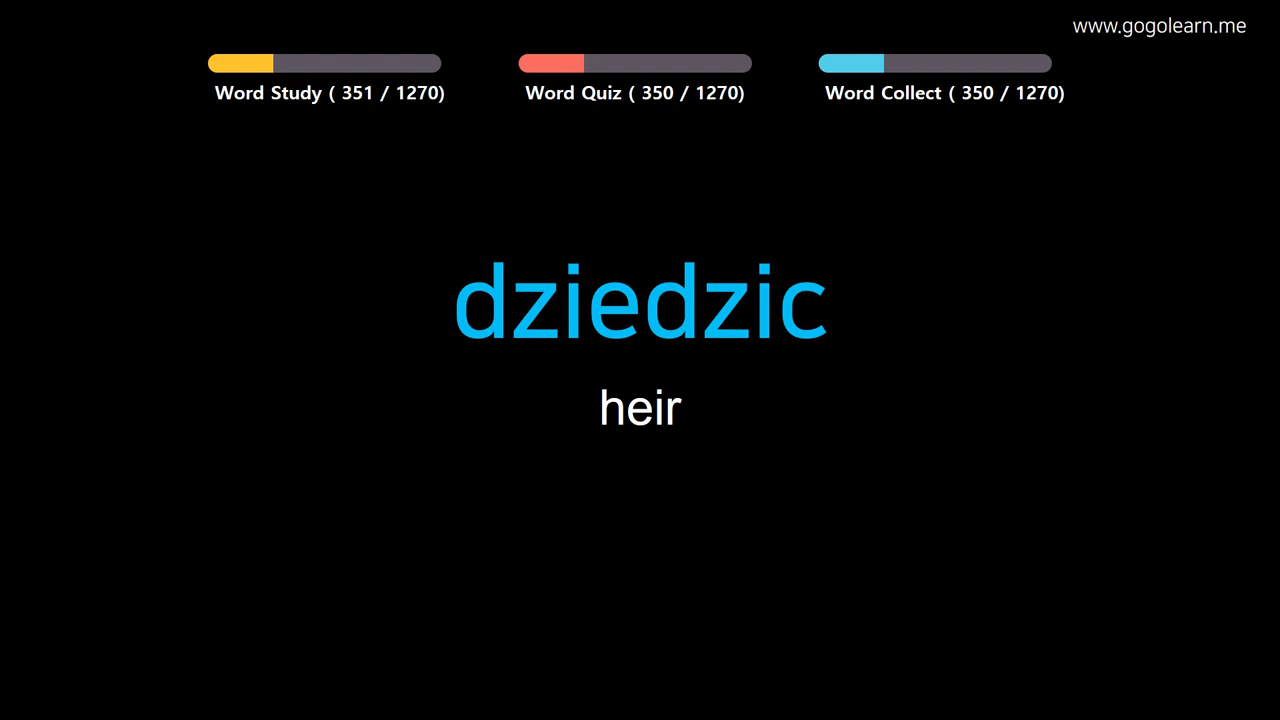 www.gogolearn.me
Word Study ( 351 / 1270)
Word Quiz ( 350 / 1270)
Word Collect ( 350 / 1270)
dziedzic
heir